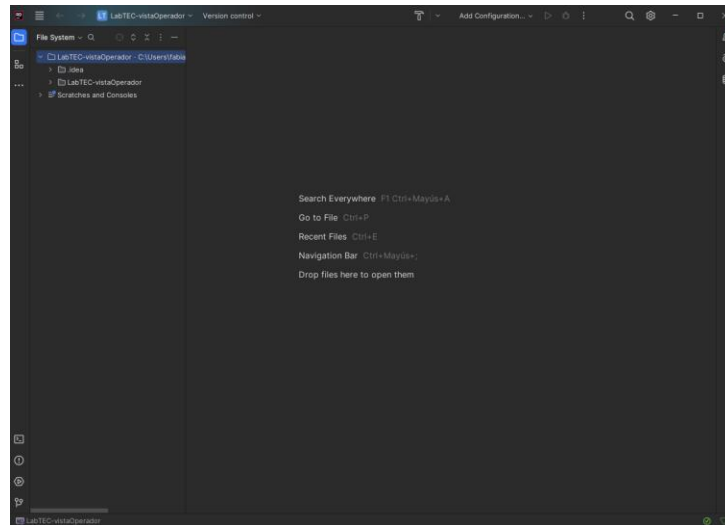 LT LabTEC-vistaOperador Version control Add Configuration...
File System
LabTEC-vistaOperador - C:\Users\fabia
.idea
LabTEC-vistaOperador
Scratches and Consoles
Search Everywhere F1 Ctrl+Mayús+A
Go to File Ctrl+P
Recent Files Ctrl+E
Navigation Bar Ctrl+Mayús+;
Drop files here to open them
LabTEC-vistaOperador